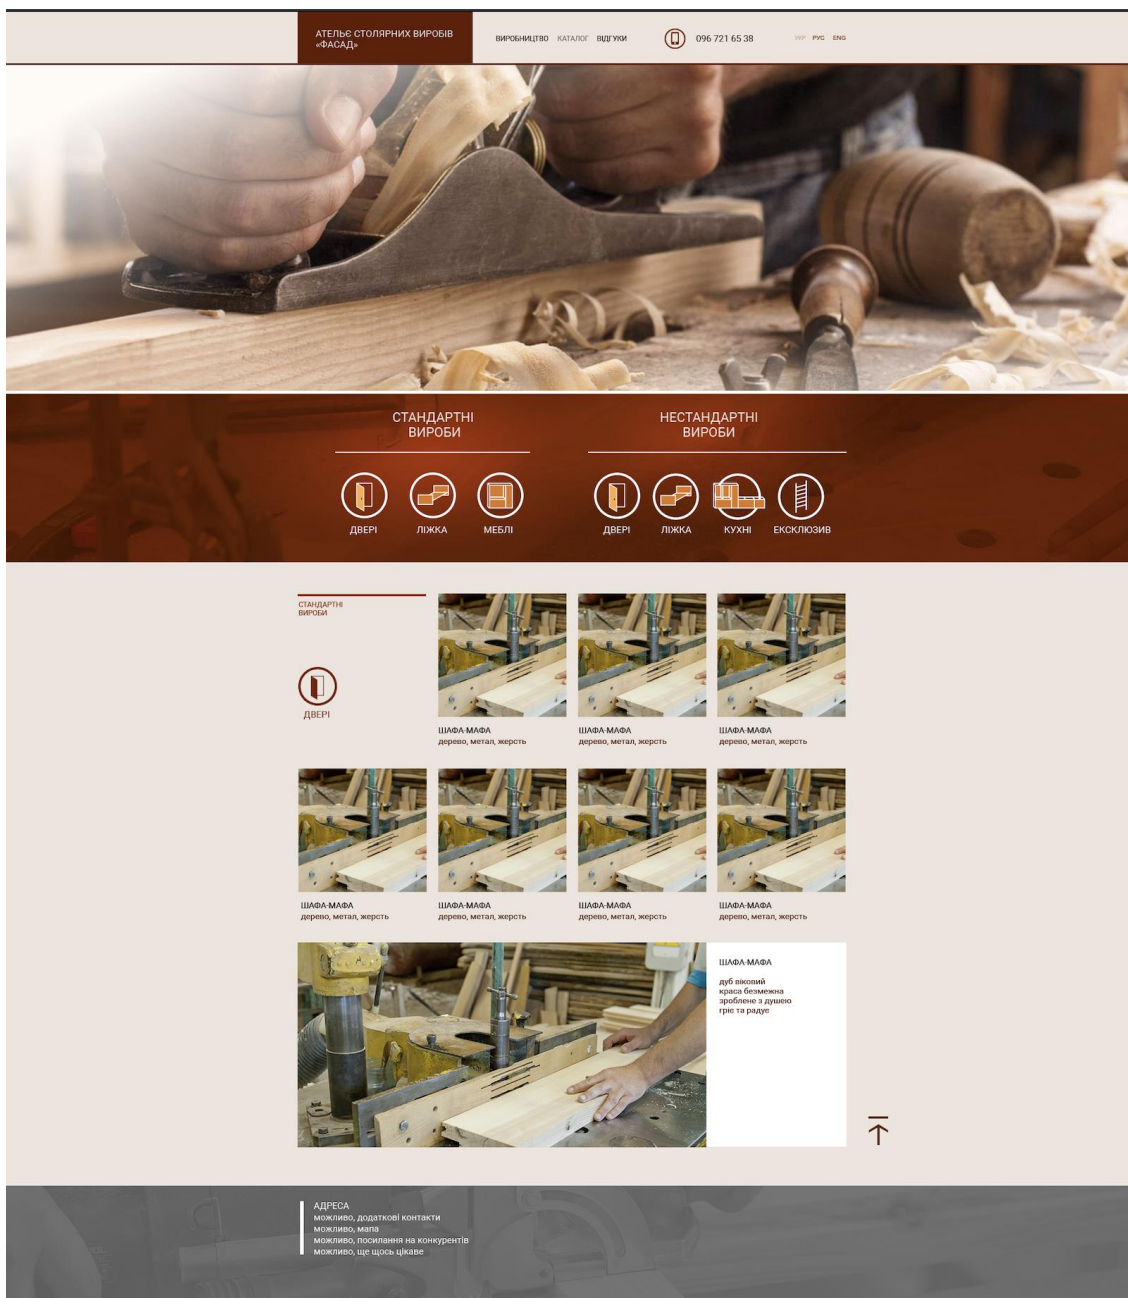 АТЕЛЬЄ СТОЛЯРНИХ ВИРОБІВ
«ФАСАД»
ВИРОБНИЦТВО КАТАЛОГ ВІДГУКИ
096 721 65 38
УКР РУС ENG
СТАНДАРТНІ
ВИРОБИ
ДВЕРІ ЛІЖКА МЕБЛІ
НЕСТАНДАРТНІ
ВИРОБИ
ДВЕРІ ЛІЖКА КУХНІ ЕКСКЛЮЗИВ
СТАНДАРТНІ
ВИРОБИ
ДВЕРІ
ШАФА-МАФА
дерево, метал, жерсть
ШАФА-МАФА
дерево, метал, жерсть
ШАФА-МАФА
дерево, метал, жерсть
ШАФА-МАФА
дерево, метал, жерсть
ШАФА-МАФА
дерево, метал, жерсть
ШАФА-МАФА
дерево, метал, жерсть
ШАФА-МАФА
дерево, метал, жерсть
ШАФА-МАФА
дуб віковий
краса безмежна
зроблене з душею
гріє та радує
АДРЕСА
можливо, додаткові контакти
можливо, мапа
можливо, посилання на конкурентів
можливо, ще щось цікаве